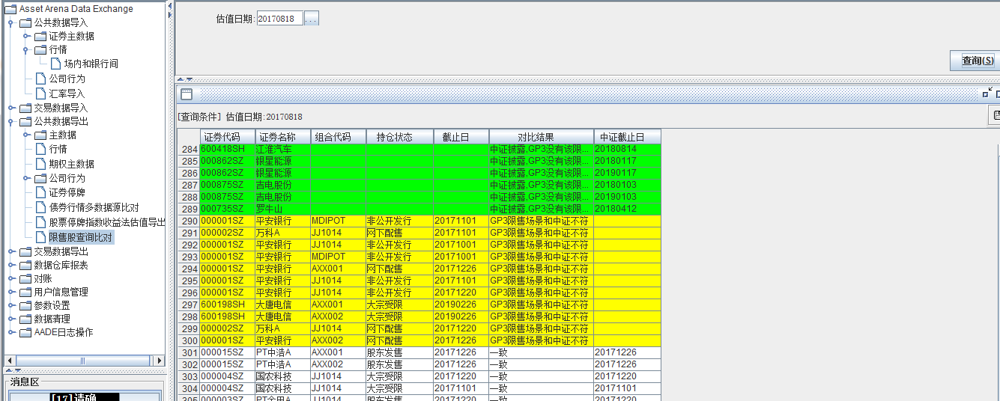 Asset Arena Data Exchange
公共数据导入
证券主数据
行情
场内和银行间
公司行为
汇率导入
交易数据导入
公共数据导出
主数据
行情
期权主数据
公司行为
证券停牌
债券行情多数据源比对
股票停牌指数收益法估值导出
限售股查询比对
交易数据导出
数据仓库报表
对账
用户信息管理
参数设置
数据清理
AADE日志操作
消息区
[17]请确
估值日期: 20170818 ...
查询(S)
[查询条件] 估值日期:20170818
证券代码 证券名称 组合代码 持仓状态 截止日 对比结果 中证截止日
284 600418SH 江淮汽车 中证披露,GP3没有该限... 20180814
285 000862SZ 银星能源 中证披露,GP3没有该限... 20180117
286 000862SZ 银星能源 中证披露,GP3没有该限... 20190117
287 000875SZ 吉电股份 中证披露,GP3没有该限... 20180103
288 000875SZ 吉电股份 中证披露,GP3没有该限... 20190103
289 000735SZ 罗牛山 中证披露,GP3没有该限... 20180412
290 000001SZ 平安银行 MDIPOT 非公开发行 20171101 GP3限售场景和中证不符
291 000002SZ 万科A JJ1014 网下配售 20171101 GP3限售场景和中证不符
292 000001SZ 平安银行 JJ1014 非公开发行 20171001 GP3限售场景和中证不符
293 000001SZ 平安银行 MDIPOT 非公开发行 20171001 GP3限售场景和中证不符
294 000001SZ 平安银行 AXX001 网下配售 20171226 GP3限售场景和中证不符
295 000001SZ 平安银行 JJ1014 非公开发行 20171101 GP3限售场景和中证不符
296 000001SZ 平安银行 JJ1014 非公开发行 20171220 GP3限售场景和中证不符
297 600198SH 大唐电信 AXX001 大宗受限 20190226 GP3限售场景和中证不符
298 600198SH 大唐电信 AXX002 大宗受限 20190226 GP3限售场景和中证不符
299 000002SZ 万科A JJ1014 网下配售 20171220 GP3限售场景和中证不符
300 000001SZ 平安银行 AXX002 网下配售 20171226 GP3限售场景和中证不符
301 000015SZ PT中浩A AXX001 股东发售 20171226 一致 20171226
302 000015SZ PT中浩A AXX002 股东发售 20171226 一致 20171226
303 000004SZ 国农科技 JJ1014 大宗受限 20171220 一致 20171220
304 000004SZ 国农科技 JJ1014 大宗受限 20171101 一致 20171101
305 000003SZ PT金田A JJ1014 股东发售 20171220 一致 20171220